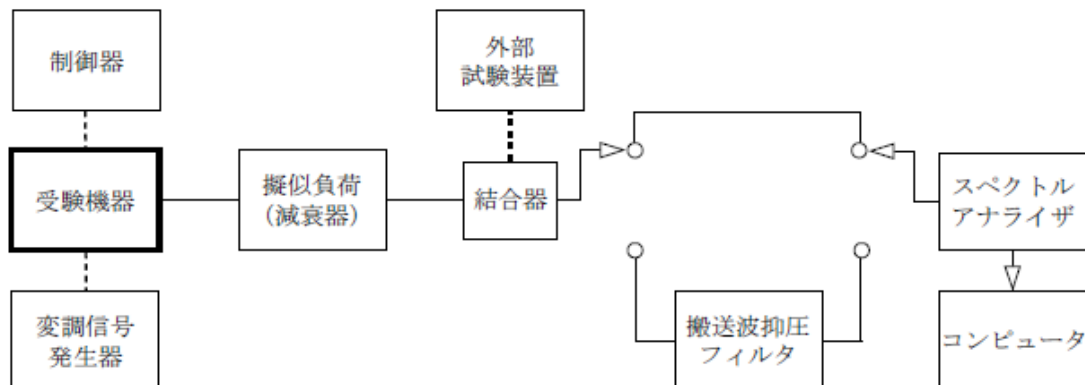 制御器
外部
試験装置
受験機器
擬似負荷
(減衰器)
結合器
スペクトル
アナライザ
変調信号
発生器
搬送波抑圧
フィルタ
コンピュータ